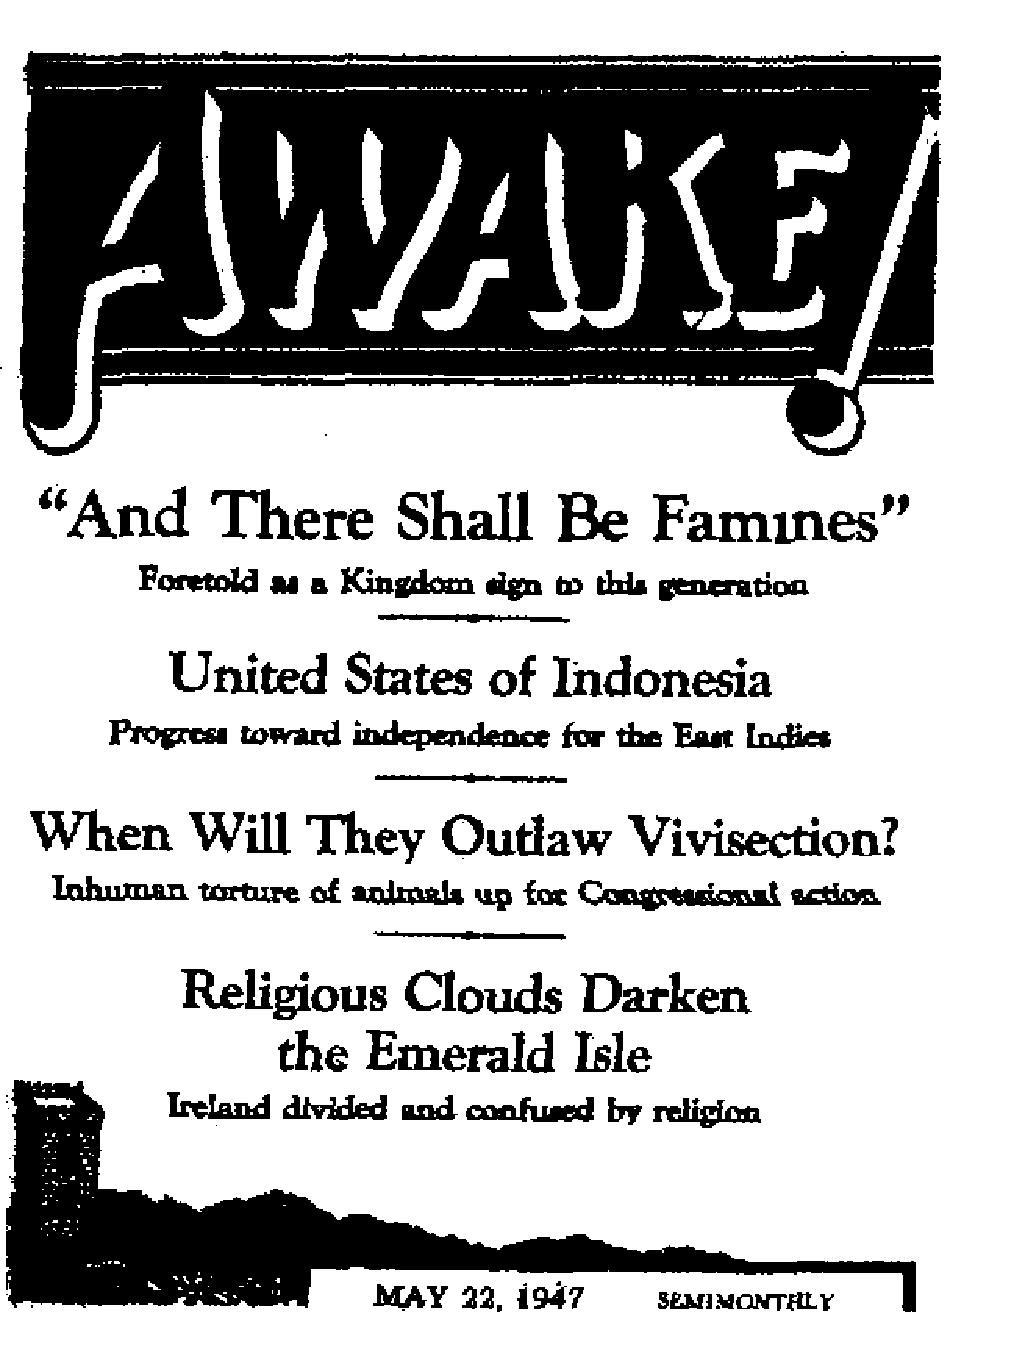 AWAKE!
“And There Shall Be Famines”
Foretold as a Kingdom sign to this generation
United States of Indonesia
Progress toward independence for the East Indies
When Will They Outlaw Vivisection?
Inhuman torture of animals up for Congressional action
Religious Clouds Darken
the Emerald Isle
Ireland divided and confused by religion
MAY 22, 1947 SEMIMONTHLY